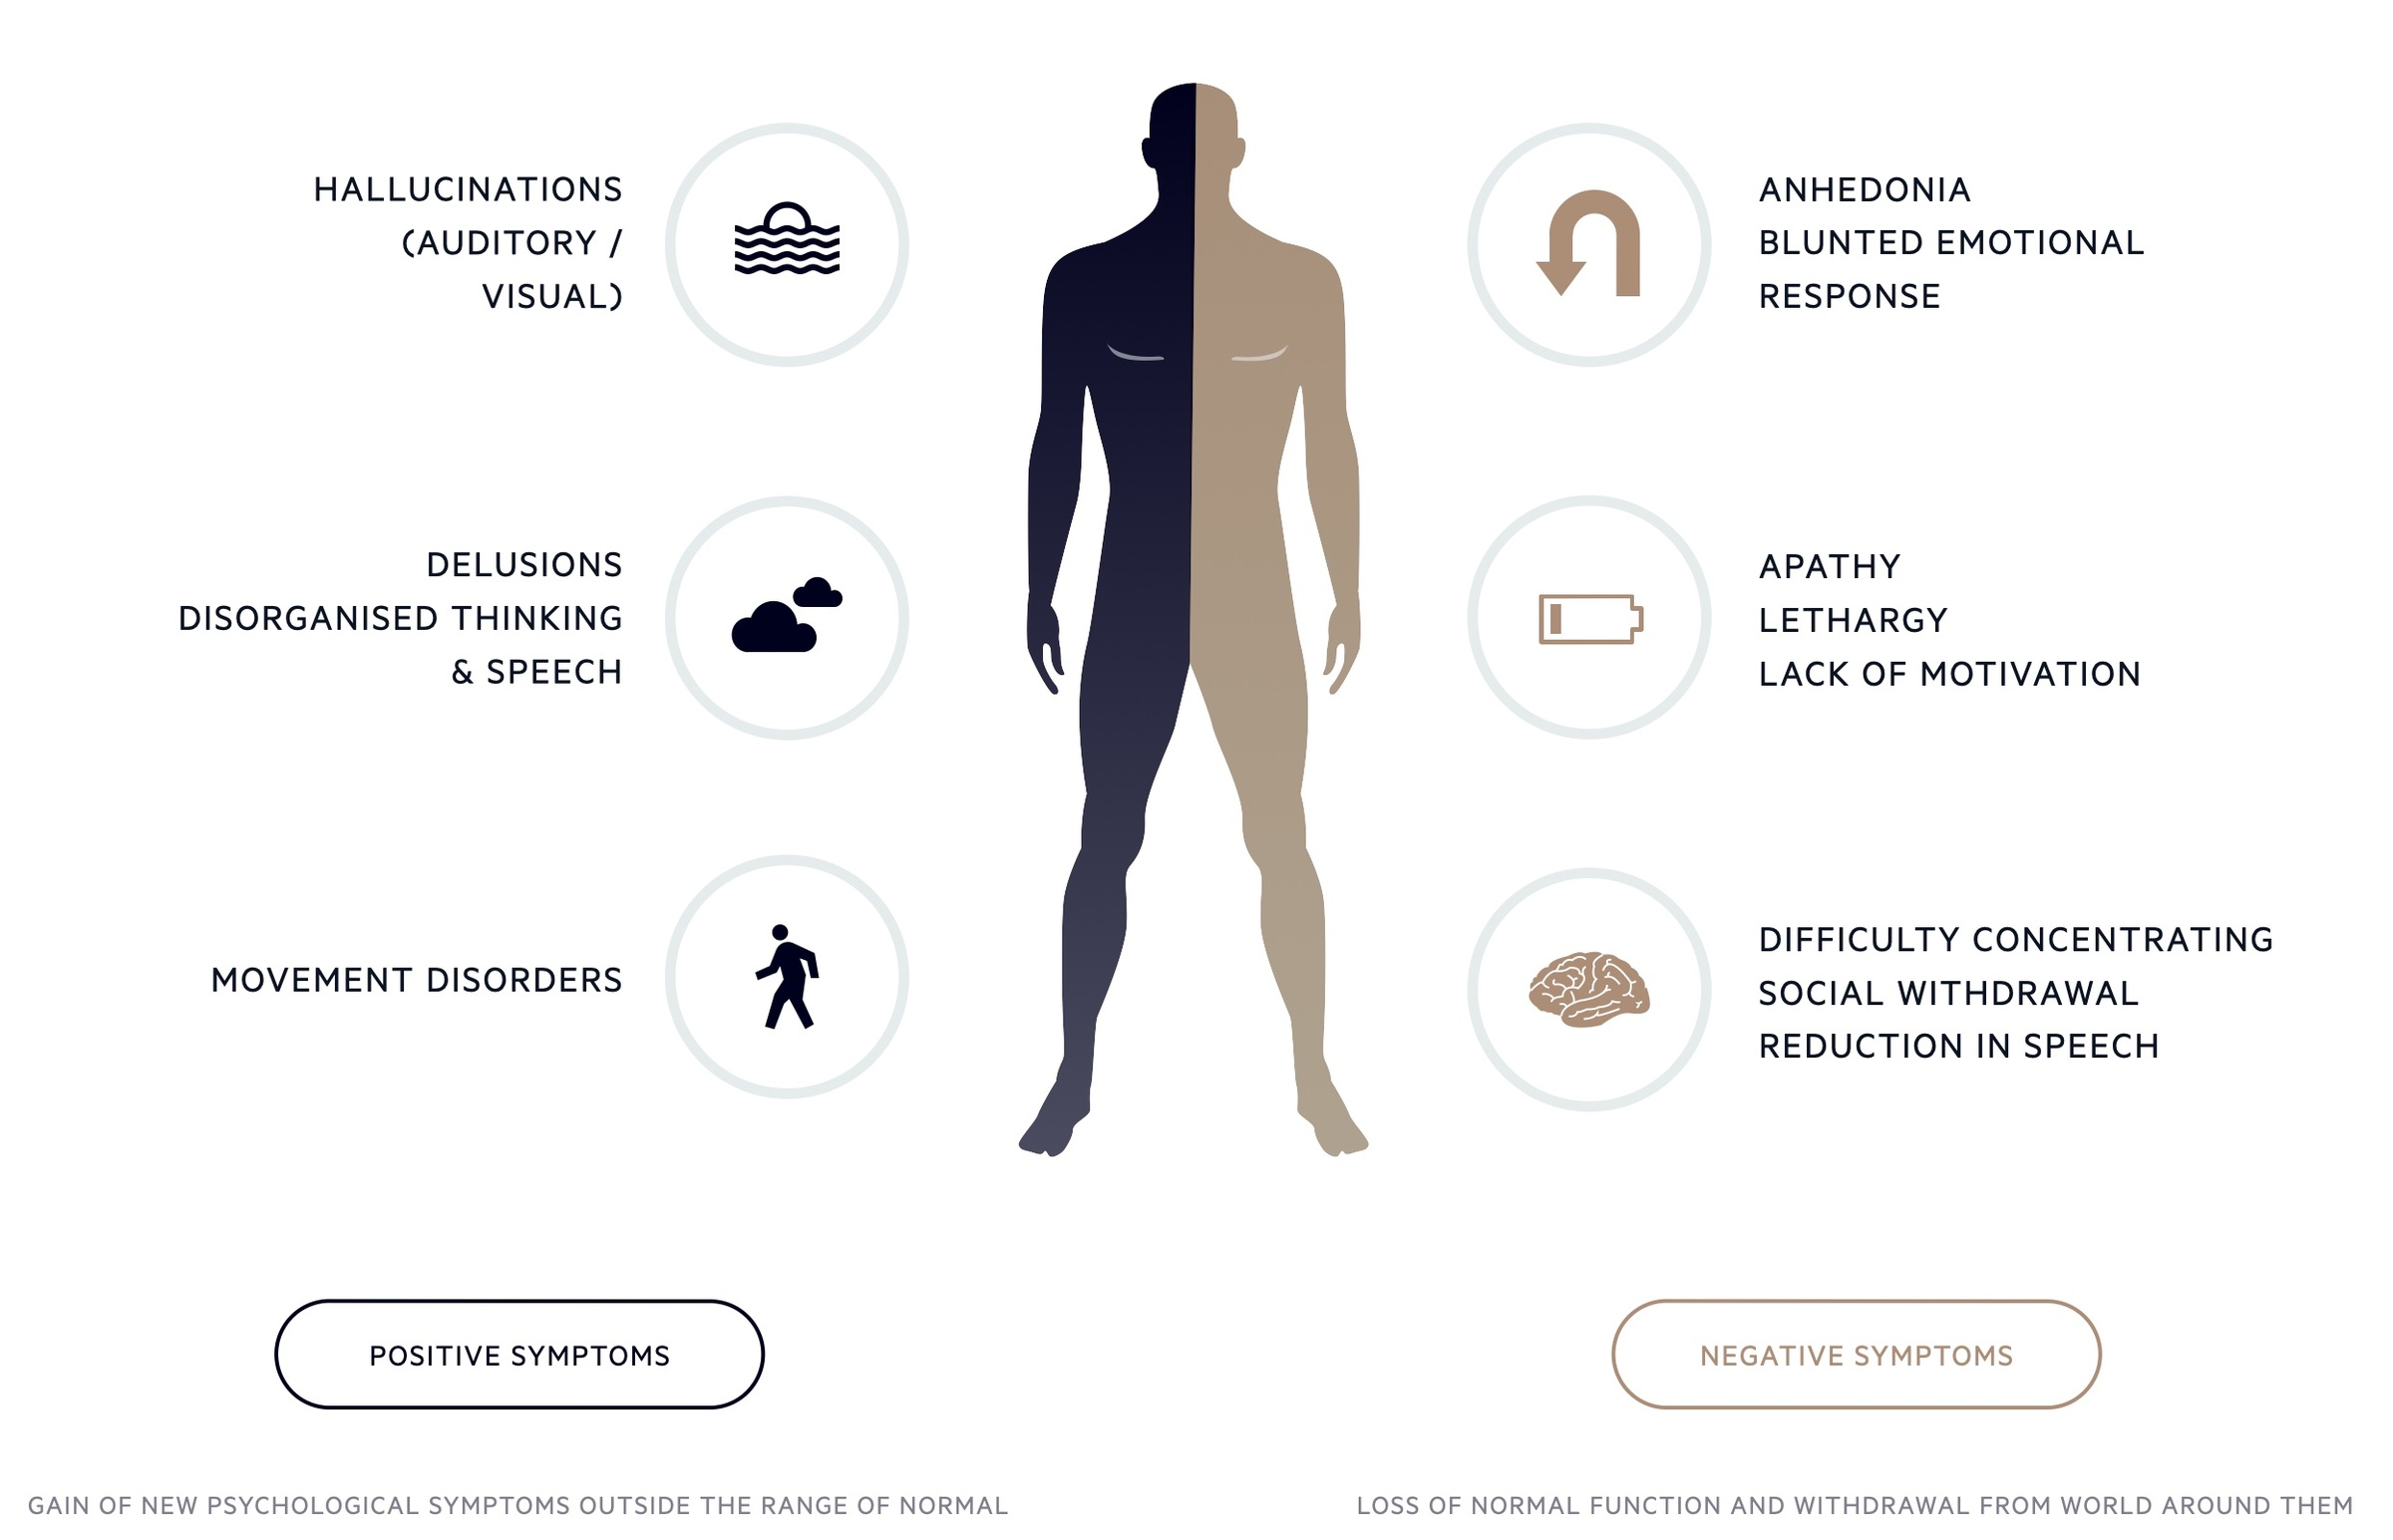 HALLUCINATIONS
(AUDITORY /
VISUAL)
DELUSIONS
DISORGANISED THINKING
& SPEECH
MOVEMENT DISORDERS
ANHEDONIA
BLUNTED EMOTIONAL
RESPONSE
APATHY
LETHARGY
LACK OF MOTIVATION
DIFFICULTY CONCENTRATING
SOCIAL WITHDRAWAL
REDUCTION IN SPEECH
POSITIVE SYMPTOMS
NEGATIVE SYMPTOMS
GAIN OF NEW PSYCHOLOGICAL SYMPTOMS OUTSIDE THE RANGE OF NORMAL
LOSS OF NORMAL FUNCTION AND WITHDRAWAL FROM WORLD AROUND THEM